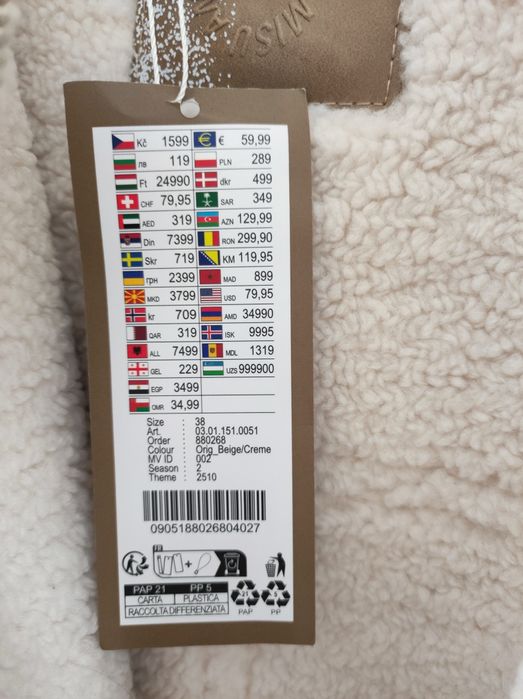 MISU
Kč 1599 € 59,99
лв 119 PLN 289
Ft 24990 dkr 499
CHF 79,95 SAR 349
AED 319 AZN 129,99
Din 7399 RON 299,90
Skr 719 KM 119,95
грн 2399 MAD 899
MKD 3799 USD 79,95
kr 709 AMD 34990
QAR 319 ISK 9995
ALL 7499 MDL 1319
GEL 229 UZS 999900
EGP 3499
OMR 34,99
Size : 38
Art. : 03.01.151.0051
Order : 880268
Colour : Orig_Beige/Creme
MV ID : 002
Season : 2
Theme : 2510
0905188026804027
FR
+
PAP 21 PP 5
CARTA PLASTICA
RACCOLTA DIFFERENZIATA
21 5
PAP PP